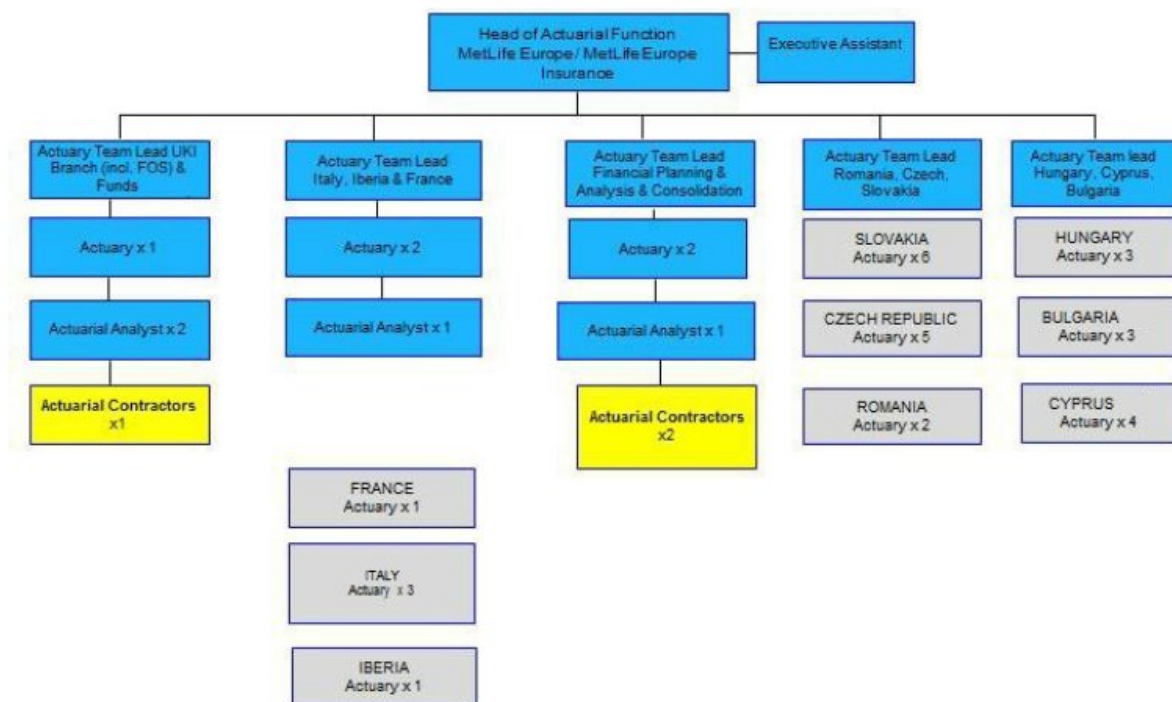 Head of Actuarial Function
MetLife Europe/ MetLife Europe
Insurance
Executive Assistant
Actuary Team Lead UKI
Branch (incl. FOS) &
Funds
Actuary Team Lead
Italy, Iberia & France
Actuary Team Lead
Financial Planning &
Analysis & Consolidation
Actuary Team Lead
Romania, Czech,
Slovakia
Actuary Team lead
Hungary, Cyprus,
Bulgaria
Actuary x 1
Actuary x 2
Actuary x 2
SLOVAKIA
Actuary x 6
HUNGARY
Actuary x 3
Actuarial Analyst x 2
Actuarial Analyst x 1
Actuarial Analyst x 1
CZECH REPUBLIC
Actuary x 5
BULGARIA
Actuary x 3
Actuarial Contractors
x1
Actuarial Contractors
x2
ROMANIA
Actuary x 2
CYPRUS
Actuary x 4
FRANCE
Actuary x 1
ITALY
Actuary x 3
IBERIA
Actuary x 1